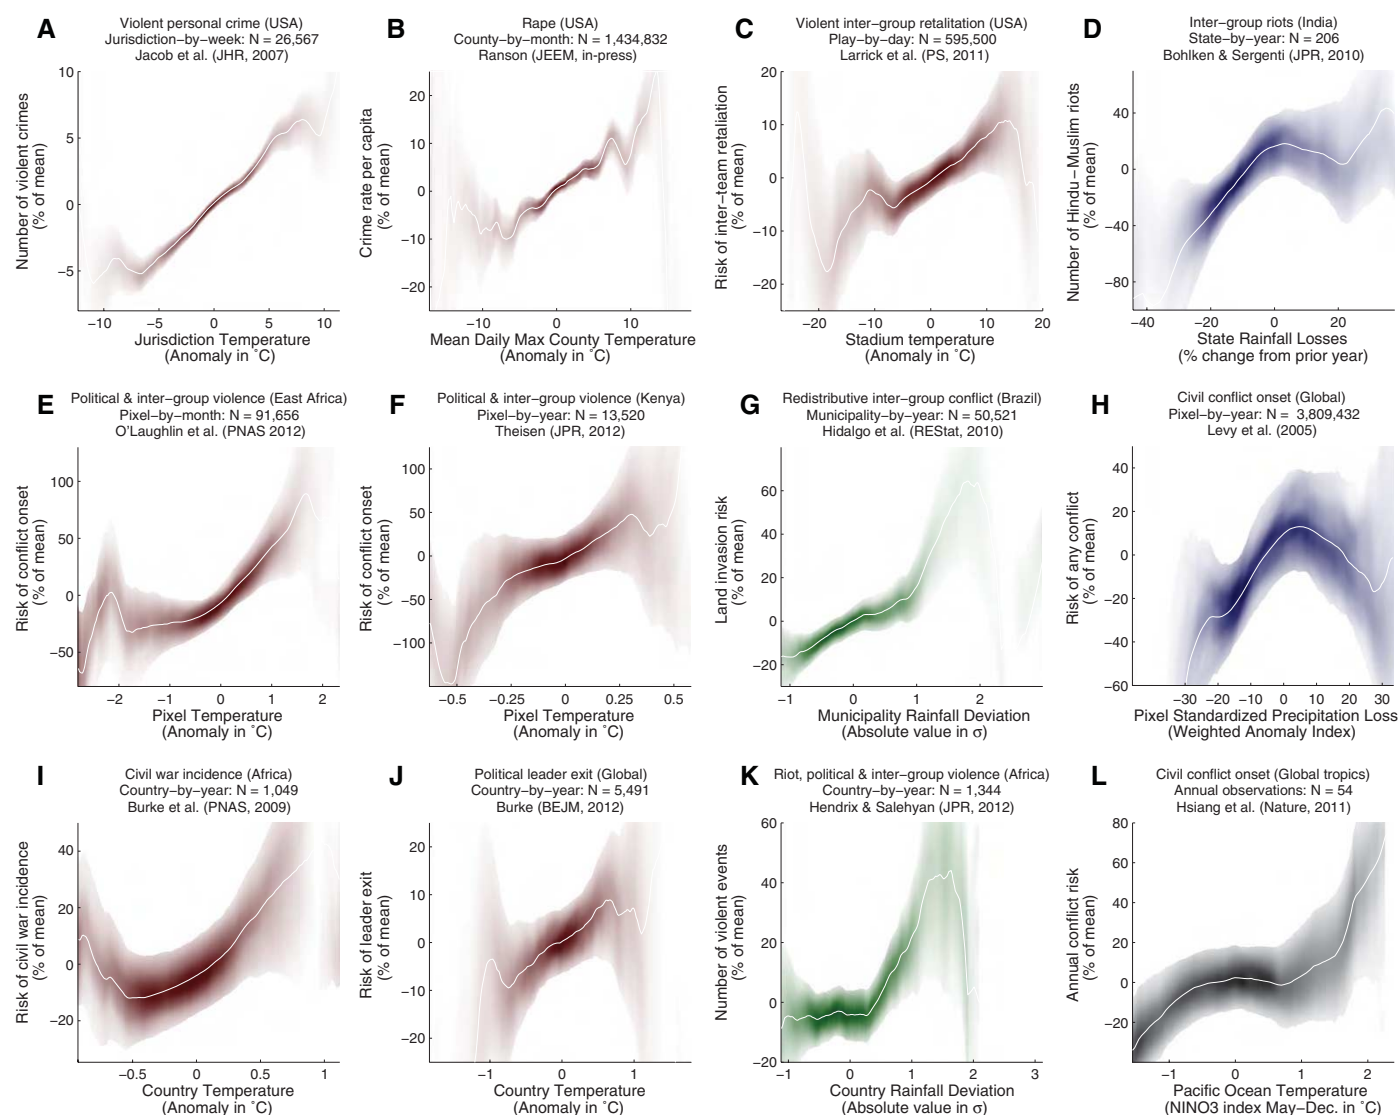 A
Violent personal crime (USA)
Jurisdiction-by-week: N = 26,567
Jacob et al. (JHR, 2007)
Number of violent crimes
(% of mean)
10
5
0
−5
−10 −5 0 5 10
Jurisdiction Temperature
(Anomaly in ˚C)
B
Rape (USA)
County-by-month: N = 1,434,832
Ranson (JEEM, in-press)
Crime rate per capita
(% of mean)
20
10
0
−10
−20
−10 0 10
Mean Daily Max County Temperature
(Anomaly in ˚C)
C
Violent inter-group retalitation (USA)
Play-by-day: N = 595,500
Larrick et al. (PS, 2011)
Risk of inter-team retaliation
(% of mean)
20
10
0
−10
−20
−20 −10 0 10 20
Stadium temperature
(Anomaly in ˚C)
D
Inter-group riots (India)
State-by-year: N = 206
Bohlken & Sergenti (JPR, 2010)
Number of Hindu-Muslim riots
(% of mean)
40
0
−40
−80
−40 −20 0 20
State Rainfall Losses
(% change from prior year)
E
Political & inter-group violence (East Africa)
Pixel-by-month: N = 91,656
O'Laughlin et al. (PNAS 2012)
Risk of conflict onset
(% of mean)
100
50
0
−50
−2 −1 0 1 2
Pixel Temperature
(Anomaly in ˚C)
F
Political & inter-group violence (Kenya)
Pixel-by-year: N = 13,520
Theisen (JPR, 2012)
Risk of conflict onset
(% of mean)
100
50
0
−50
−100
−0.5 −0.25 0 0.25 0.5
Pixel Temperature
(Anomaly in ˚C)
G
Redistributive inter-group conflict (Brazil)
Municipality-by-year: N = 50,521
Hidalgo et al. (REStat, 2010)
Land invasion risk
(% of mean)
60
40
20
0
−20
−1 0 1 2
Municipality Rainfall Deviation
(Absolute value in σ)
H
Civil conflict onset (Global)
Pixel-by-year: N = 3,809,432
Levy et al. (2005)
Risk of any conflict
(% of mean)
40
20
0
−20
−40
−60
−30 −20 −10 0 10 20 30
Pixel Standardized Precipitation Loss
(Weighted Anomaly Index)
I
Civil war incidence (Africa)
Country-by-year: N = 1,049
Burke et al. (PNAS, 2009)
Risk of civil war incidence
(% of mean)
40
20
0
−20
−0.5 0 0.5 1
Country Temperature
(Anomaly in ˚C)
J
Political leader exit (Global)
Country-by-year: N = 5,491
Burke (BEJM, 2012)
Risk of leader exit
(% of mean)
20
10
0
−10
−20
−1 0 1
Country Temperature
(Anomaly in ˚C)
K
Riot, political & inter-group violence (Africa)
Country-by-year: N = 1,344
Hendrix & Salehyan (JPR, 2012)
Number of violent events
(% of mean)
60
40
20
0
−20
−1 0 1 2 3
Country Rainfall Deviation
(Absolute value in σ)
L
Civil conflict onset (Global tropics)
Annual observations: N = 54
Hsiang et al. (Nature, 2011)
Annual conflict risk
(% of mean)
80
60
40
20
0
−20
−1 0 1 2
Pacific Ocean Temperature
(NINO3 index May-Dec. in ˚C)